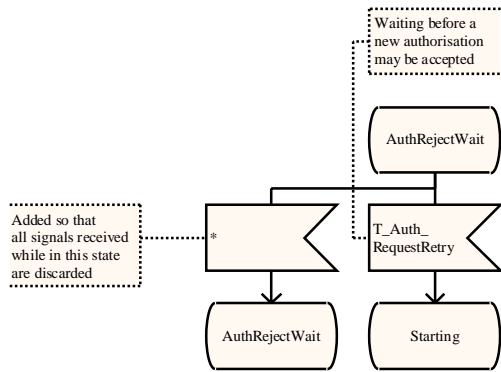 Waiting before a
new authorisation
may be accepted
AuthRejectWait
Added so that
all signals received
while in this state
are discarded
*
T_Auth_
RequestRetry
AuthRejectWait
Starting